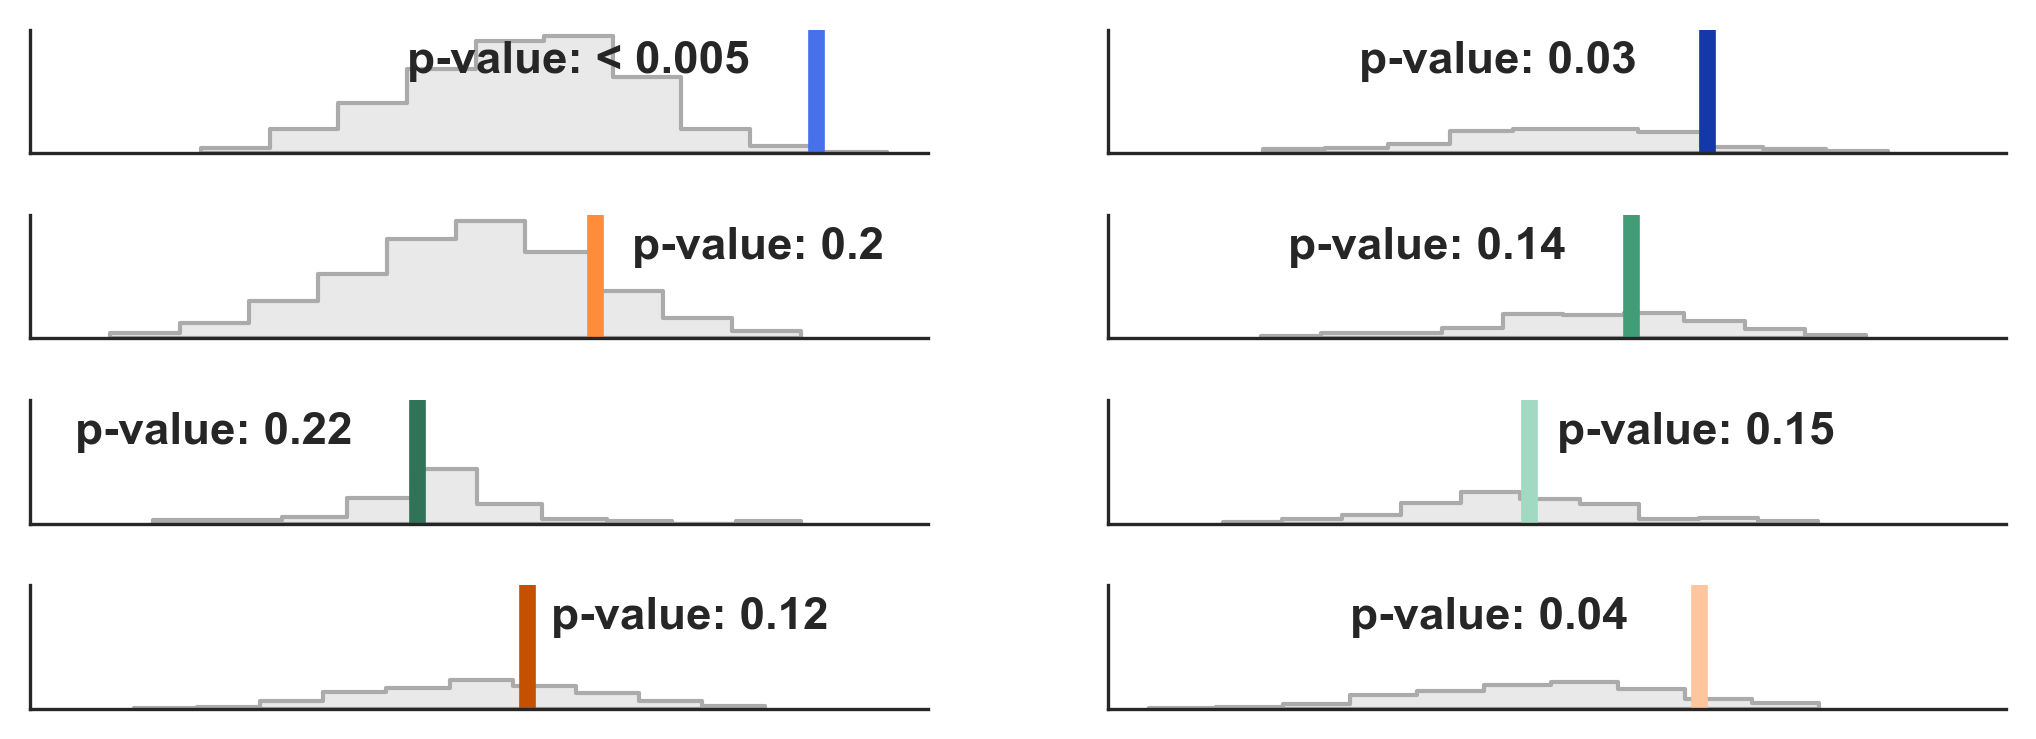 p-value: < 0.005
p-value: 0.03
p-value: 0.2
p-value: 0.14
p-value: 0.22
p-value: 0.15
p-value: 0.12
p-value: 0.04